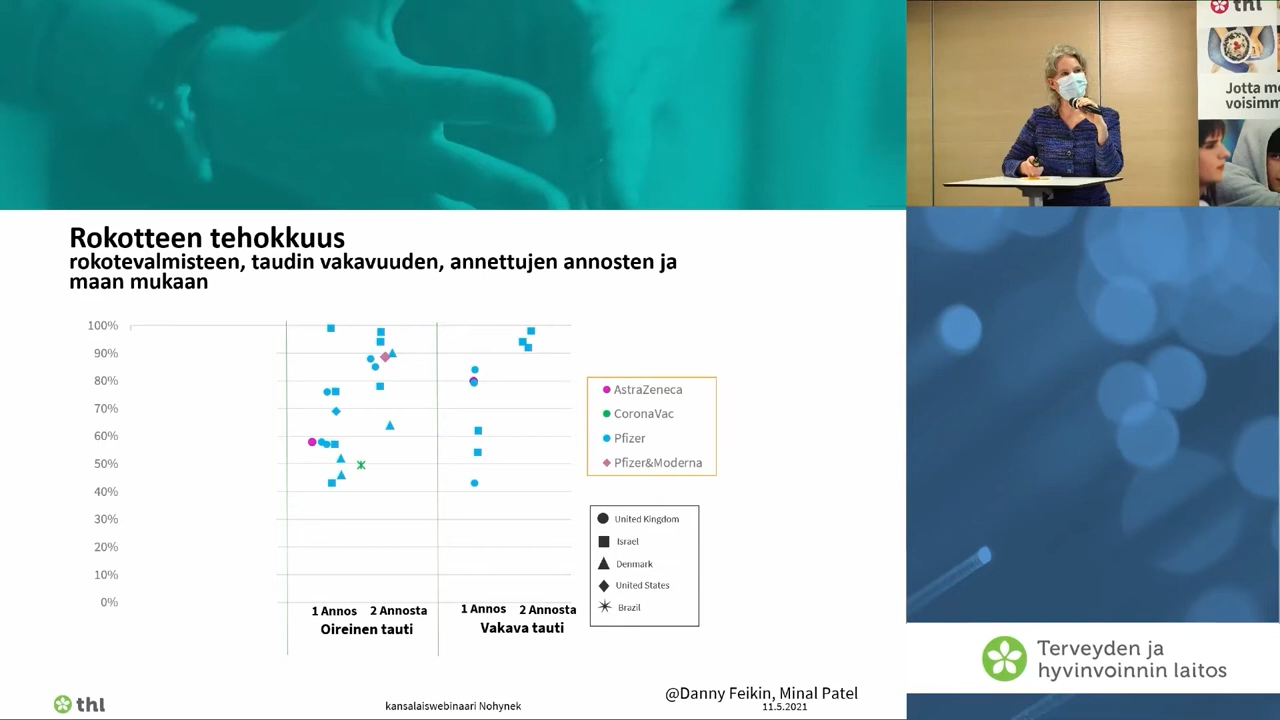 Rokotteen tehokkuus
rokotevalmisteen, taudin vakavuuden, annettujen annosten ja
maan mukaan
100%
90%
80%
70%
60%
50%
40%
30%
20%
10%
0%
1 Annos
2 Annosta
1 Annos
2 Annosta
Oireinen tauti
Vakava tauti
AstraZeneca
CoronaVac
Pfizer
Pfizer&Moderna
United Kingdom
Israel
Denmark
United States
Brazil
thl
kansalaiswebinaari Nohynek
@Danny Feikin, Minal Patel
11.5.2021
thl
Jotta
voisimm
Terveyden ja
hyvinvoinnin laitos